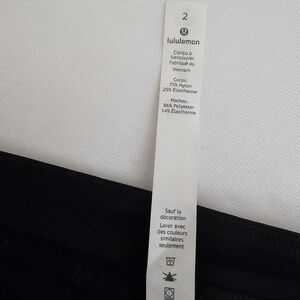 2
lululemon
Conçu à
Vancouver
Fabriqué au
Vietnam
Corps:
75% Nylon
25% Élasthanne
Poches:
86% Polyester
14% Élasthanne
Sauf la
décoration
Laver avec
des couleurs
similaires
seulement